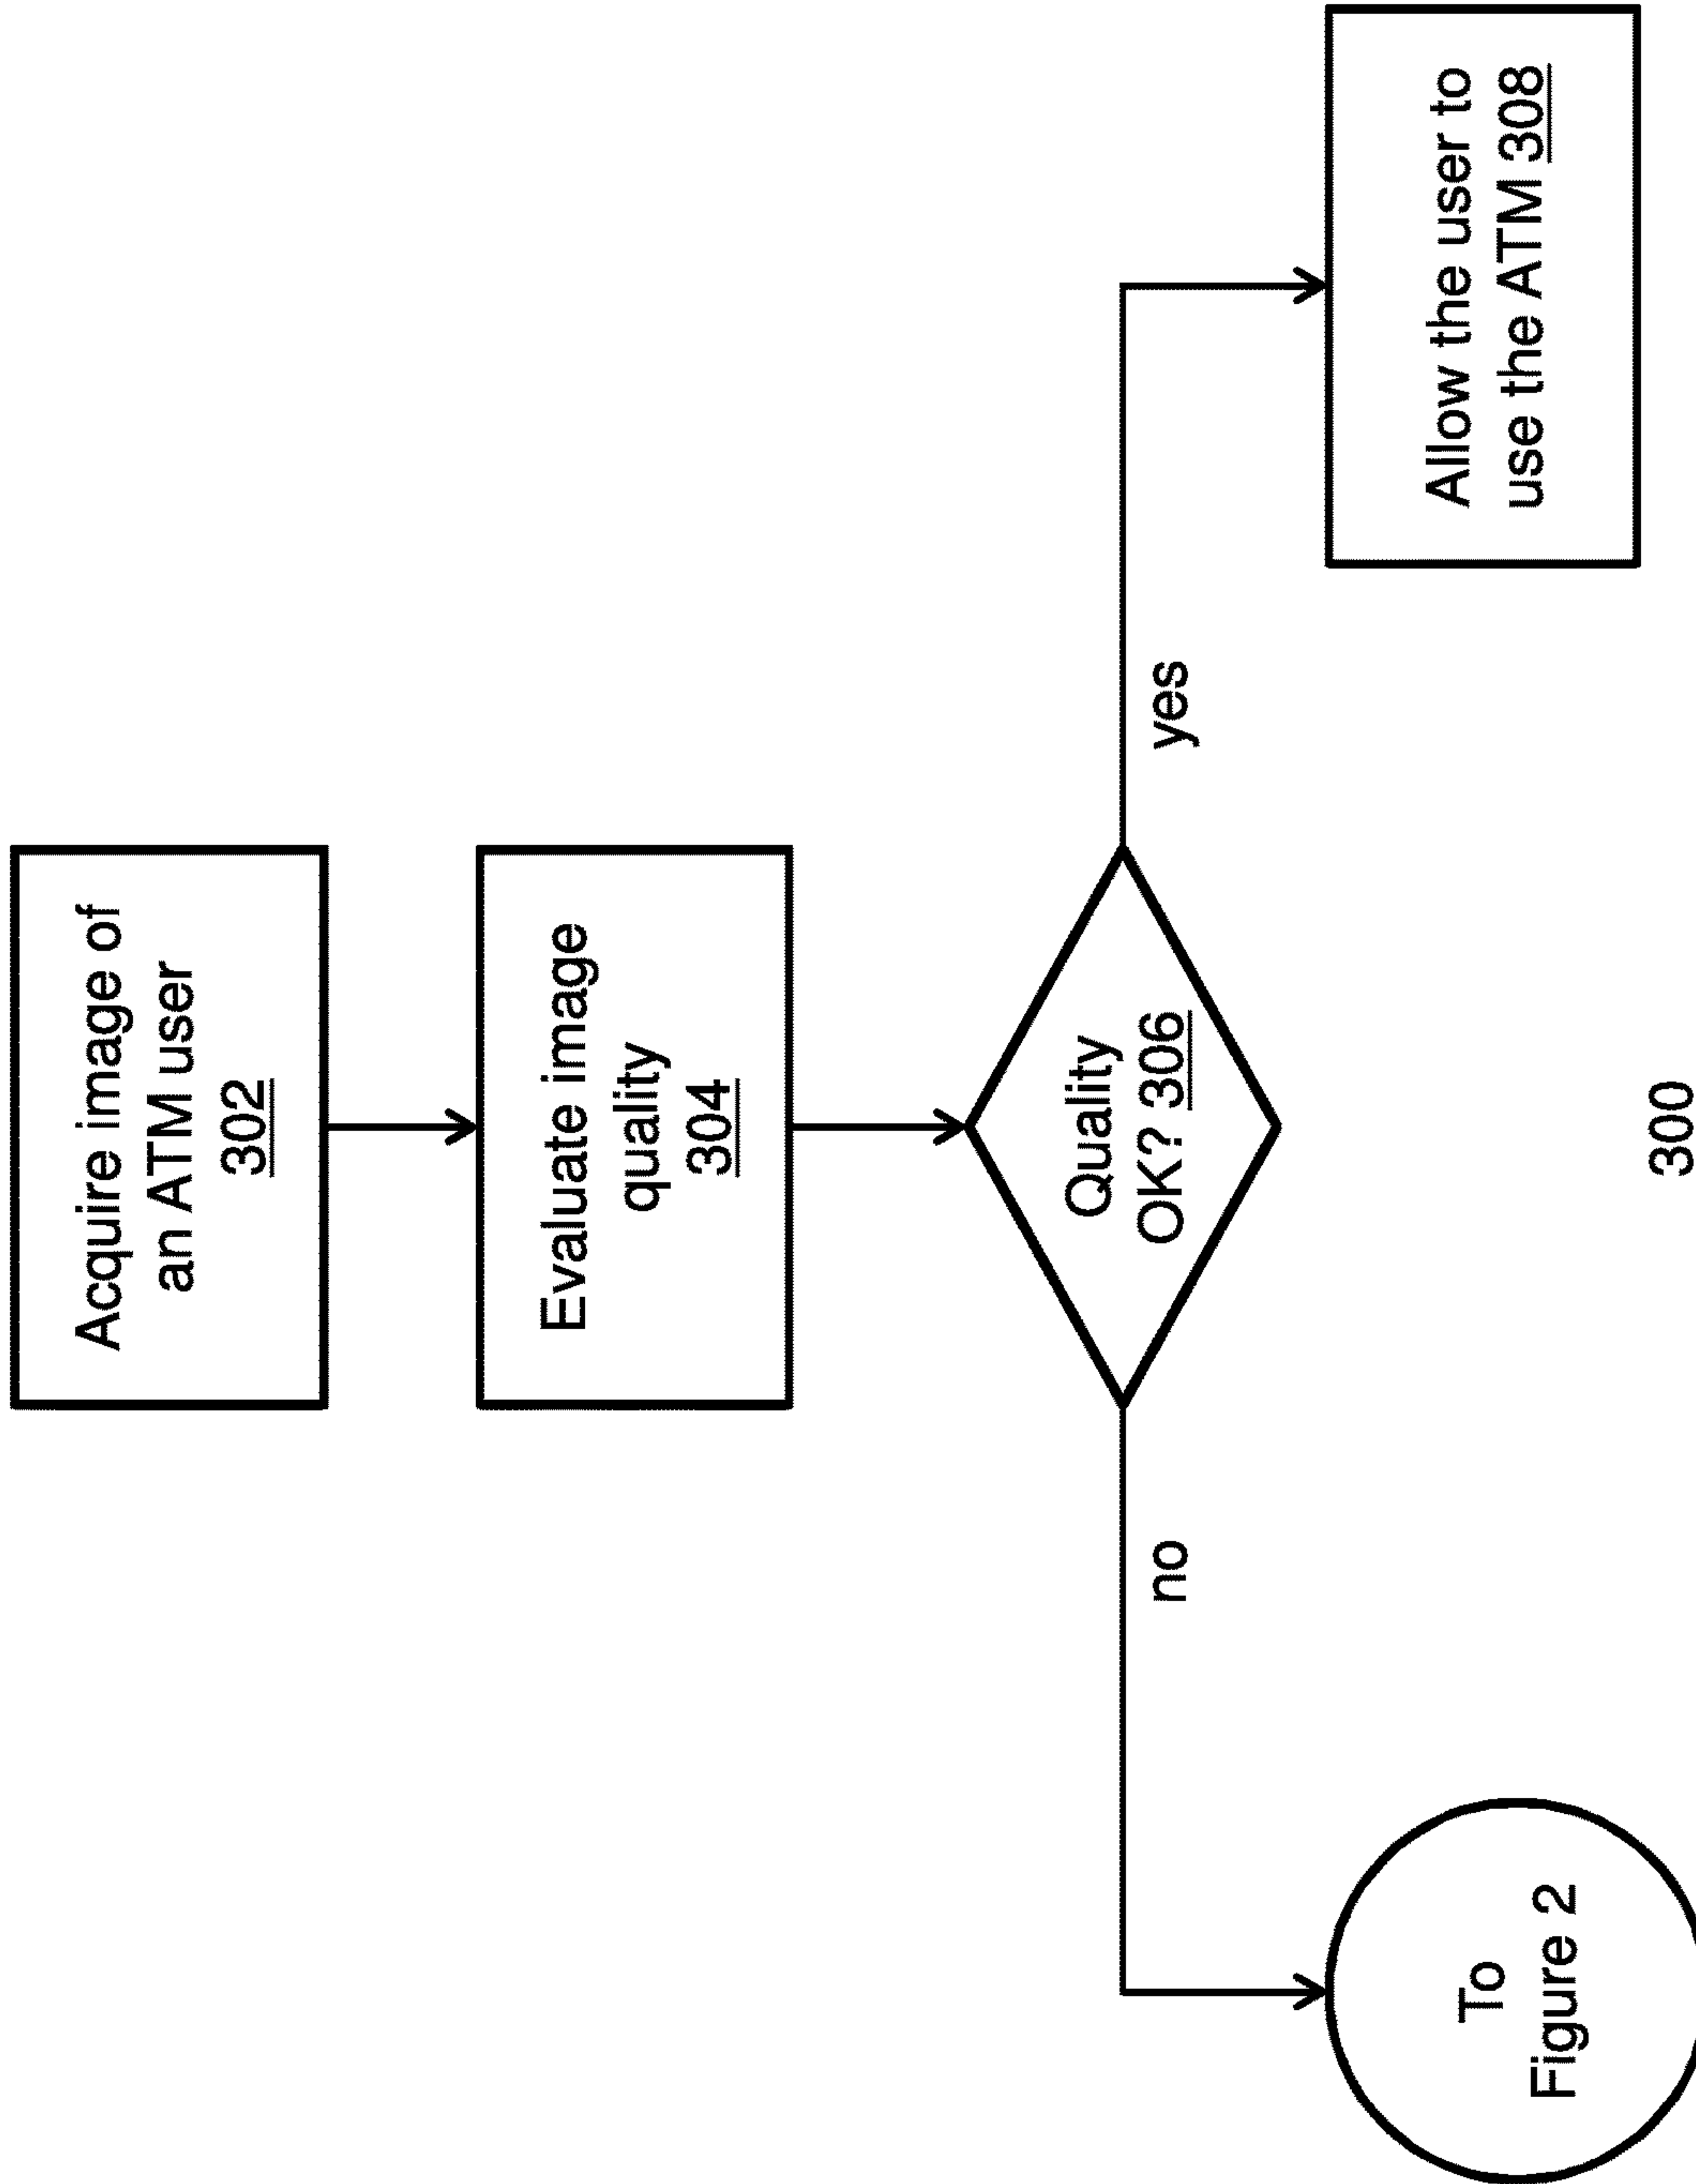 Acquire image of
an ATM user
302
Evaluate image
quality
304
Quality
OK? 306
no
yes
To
Figure 2
Allow the user to
use the ATM 308
300